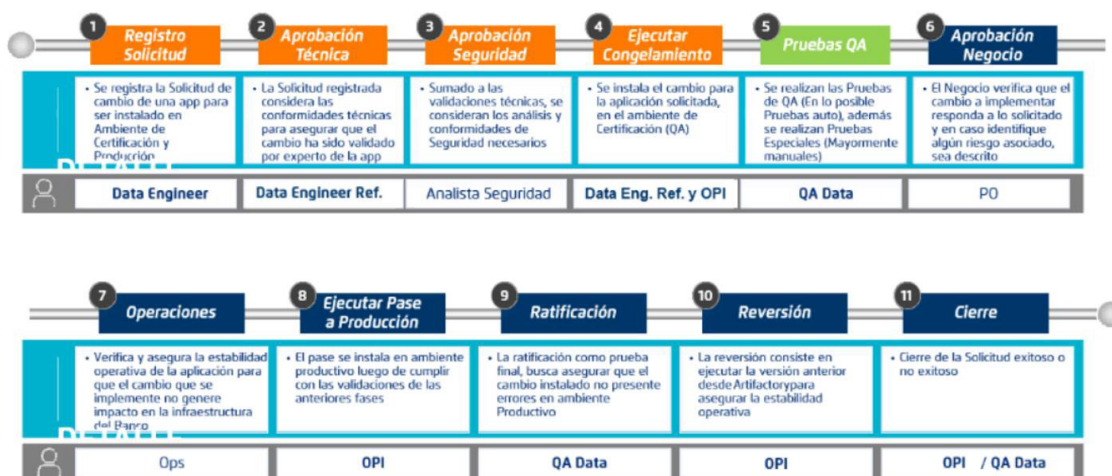 1
Registro
Solicitud
2
Aprobación
Técnica
3
Aprobación
Seguridad
4
Ejecutar
Congelamiento
5
Pruebas QA
6
Aprobación
Negocio
• Se registra la Solicitud de
cambio de una app para
ser instalado en
Ambiente de
Certificación y
Producción
• La Solicitud registrada
considera las
conformidades técnicas
para asegurar que el
cambio ha sido validado
por experto de la app
• Sumado a las
validaciones técnicas, se
consideran los análisis y
conformidades de
Seguridad necesarios
• Se instala el cambio para
la aplicación solicitada,
en el ambiente de
Certificación (QA)
• Se realizan las Pruebas
de QA (En lo posible
Pruebas auto), además
se realizan Pruebas
Especiales (Mayormente
manuales)
• El Negocio verifica que el
cambio a implementar
responda a lo solicitado
y en caso identifique
algún riesgo asociado,
sea descrito
Data Engineer
Data Engineer Ref.
Analista Seguridad
Data Eng. Ref. y OPI
QA Data
PO
7
Operaciones
8
Ejecutar Pase
a Producción
9
Ratificación
10
Reversión
11
Cierre
• Verifica y asegura la estabilidad
operativa de la aplicación para
que el cambio que se
implemente no genere
impacto en la infraestructura
del Banco
• El pase se instala en ambiente
productivo luego de cumplir
con las validaciones de las
anteriores fases
• La ratificación como prueba
final, busca asegurar que el
cambio instalado no presente
errores en ambiente
Productivo
• La reversión consiste en
ejecutar la versión anterior
desde Artifactorypara
asegurar la estabilidad
operativa
• Cierre de la Solicitud exitoso o
no exitoso
Ops
OPI
QA Data
OPI
OPI / QA Data